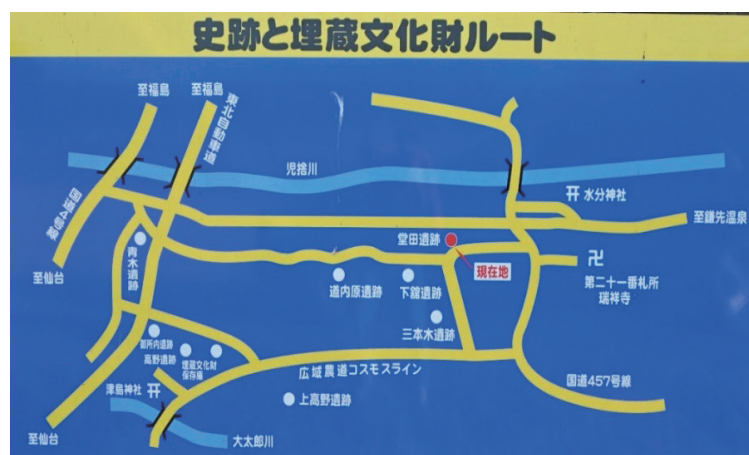 史跡と埋蔵文化財ルート
至福島
至福島
東北自動車道
児捨川
水分神社
国道4号線
至鎌先温泉
堂田遺跡
現在地
青木遺跡
至仙台
道内原遺跡
下舘遺跡
第二十一番札所
瑞祥寺
三本木遺跡
御所内遺跡
高野遺跡
埋蔵文化財
保存庫
広域農道コスモスライン
国道457号線
津島神社
上高野遺跡
至仙台
大太郎川